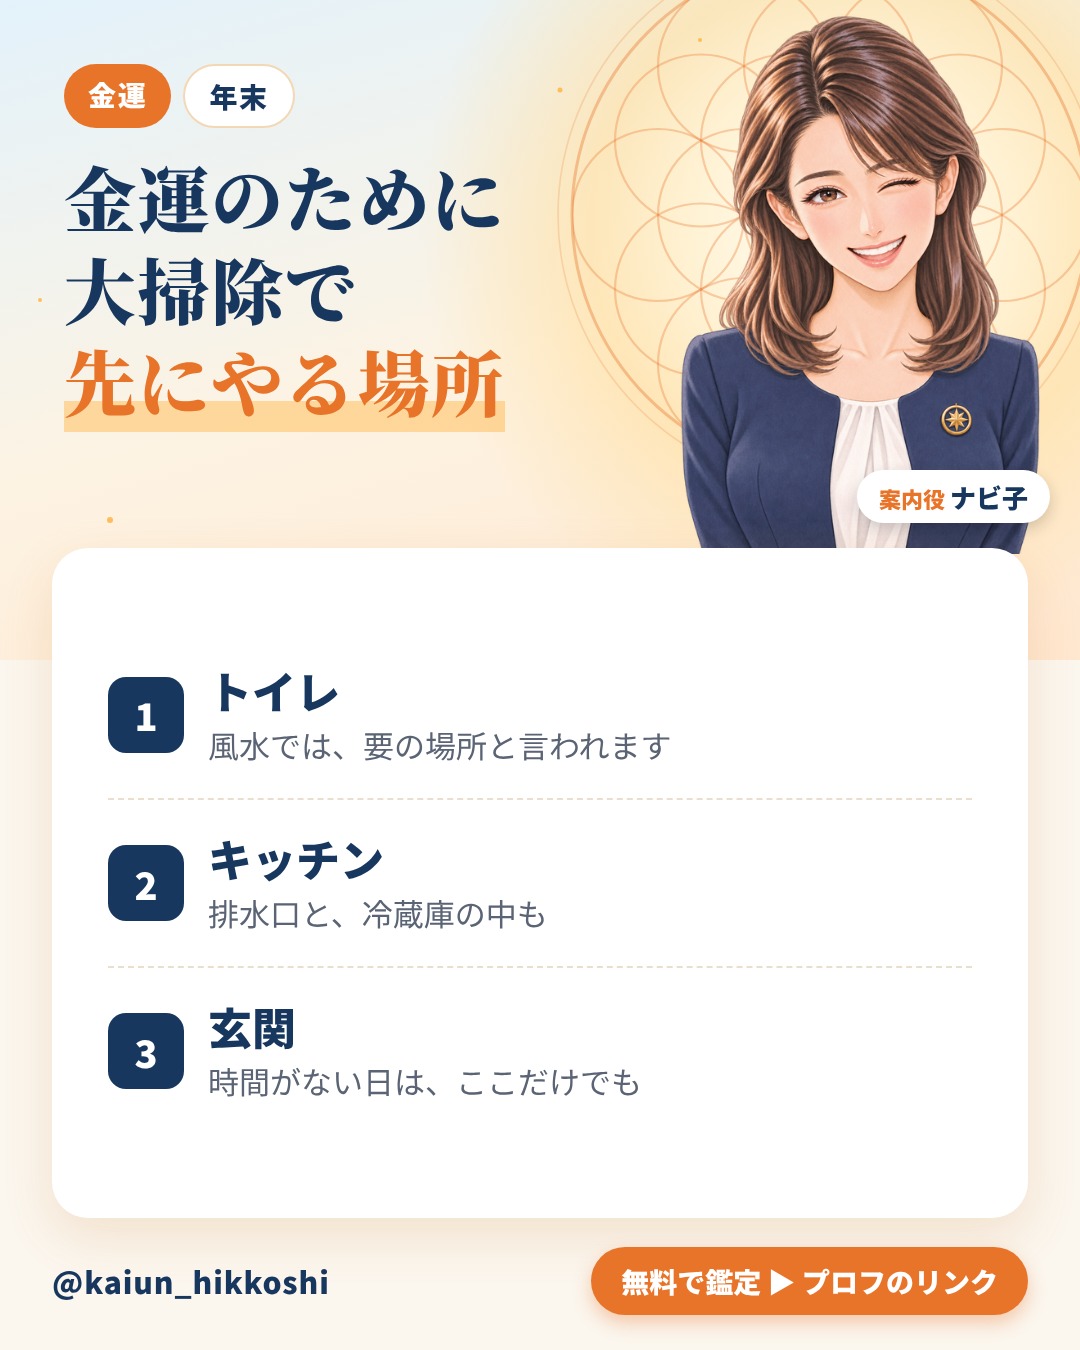 金運
年末
金運のために
大掃除で
先にやる場所
案内役 ナビ子
1
トイレ
風水では、要の場所と言われます
2
キッチン
排水口と、冷蔵庫の中も
3
玄関
時間がない日は、ここだけでも
@kaiun_hikkoshi
無料で鑑定 ▶ プロフのリンク